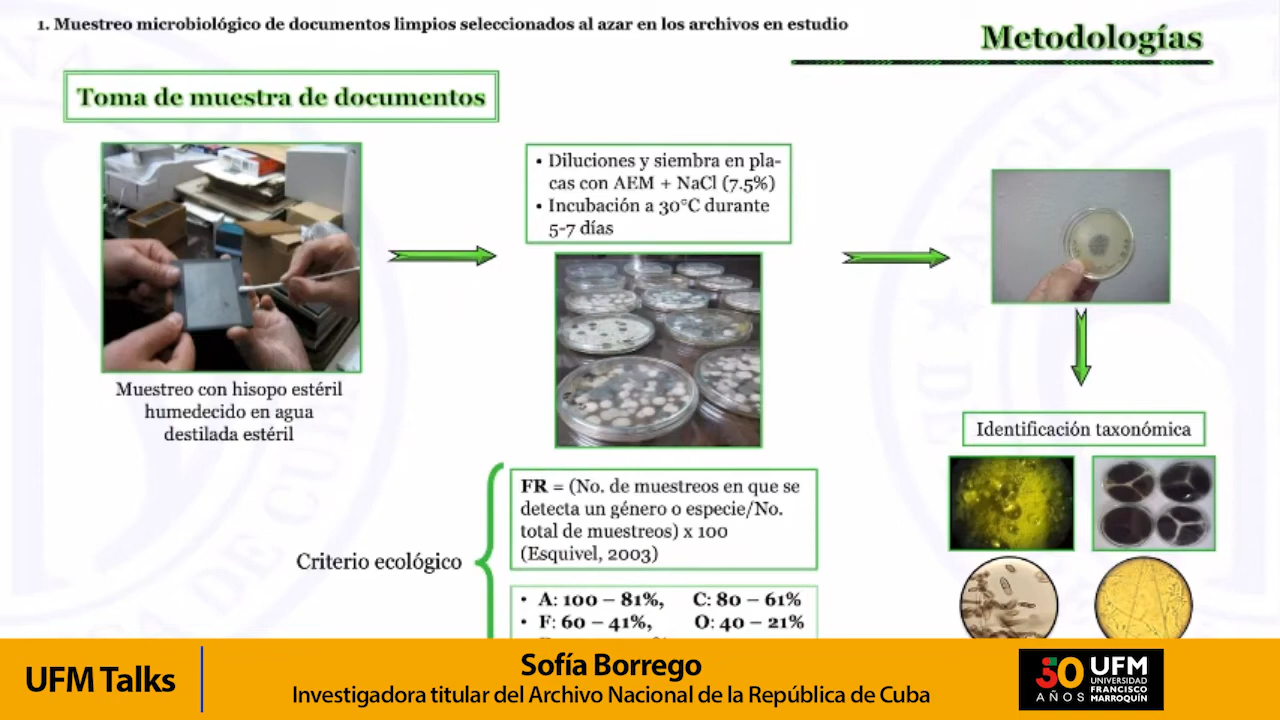 1. Muestreo microbiológico de documentos limpios seleccionados al azar en los archivos en estudio
Metodologías
Toma de muestra de documentos
• Diluciones y siembra en pla-
cas con AEM + NaCl (7.5%)
• Incubación a 30°C durante
5-7 días
Muestreo con hisopo estéril
humedecido en agua
destilada estéril
Identificación taxonómica
Criterio ecológico
FR = (No. de muestreos en que se
detecta un género o especie/No.
total de muestreos) x 100
(Esquivel, 2003)
• A: 100 – 81%, C: 80 – 61%
• F: 60 – 41%, O: 40 – 21%
UFM Talks
Sofía Borrego
Investigadora titular del Archivo Nacional de la República de Cuba
50
AÑOS
UFM
UNIVERSIDAD
FRANCISCO
MARROQUÍN